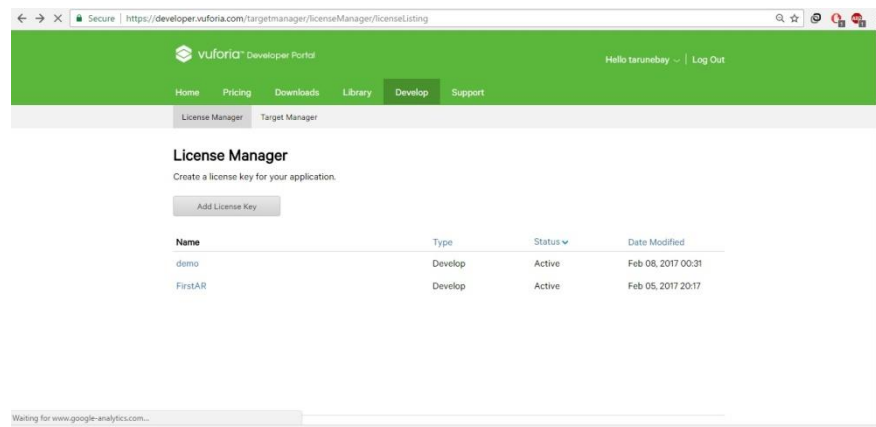 Secure | https://developer.vuforia.com/targetmanager/licenseManager/licenseListing
vuforia™ Developer Portal
Hello tarunebay | Log Out
Home Pricing Downloads Library Develop Support
License Manager Target Manager
License Manager
Create a license key for your application.
Add License Key
Name Type Status Date Modified
demo Develop Active Feb 08, 2017 00:31
FirstAR Develop Active Feb 05, 2017 20:17
Waiting for www.google-analytics.com...